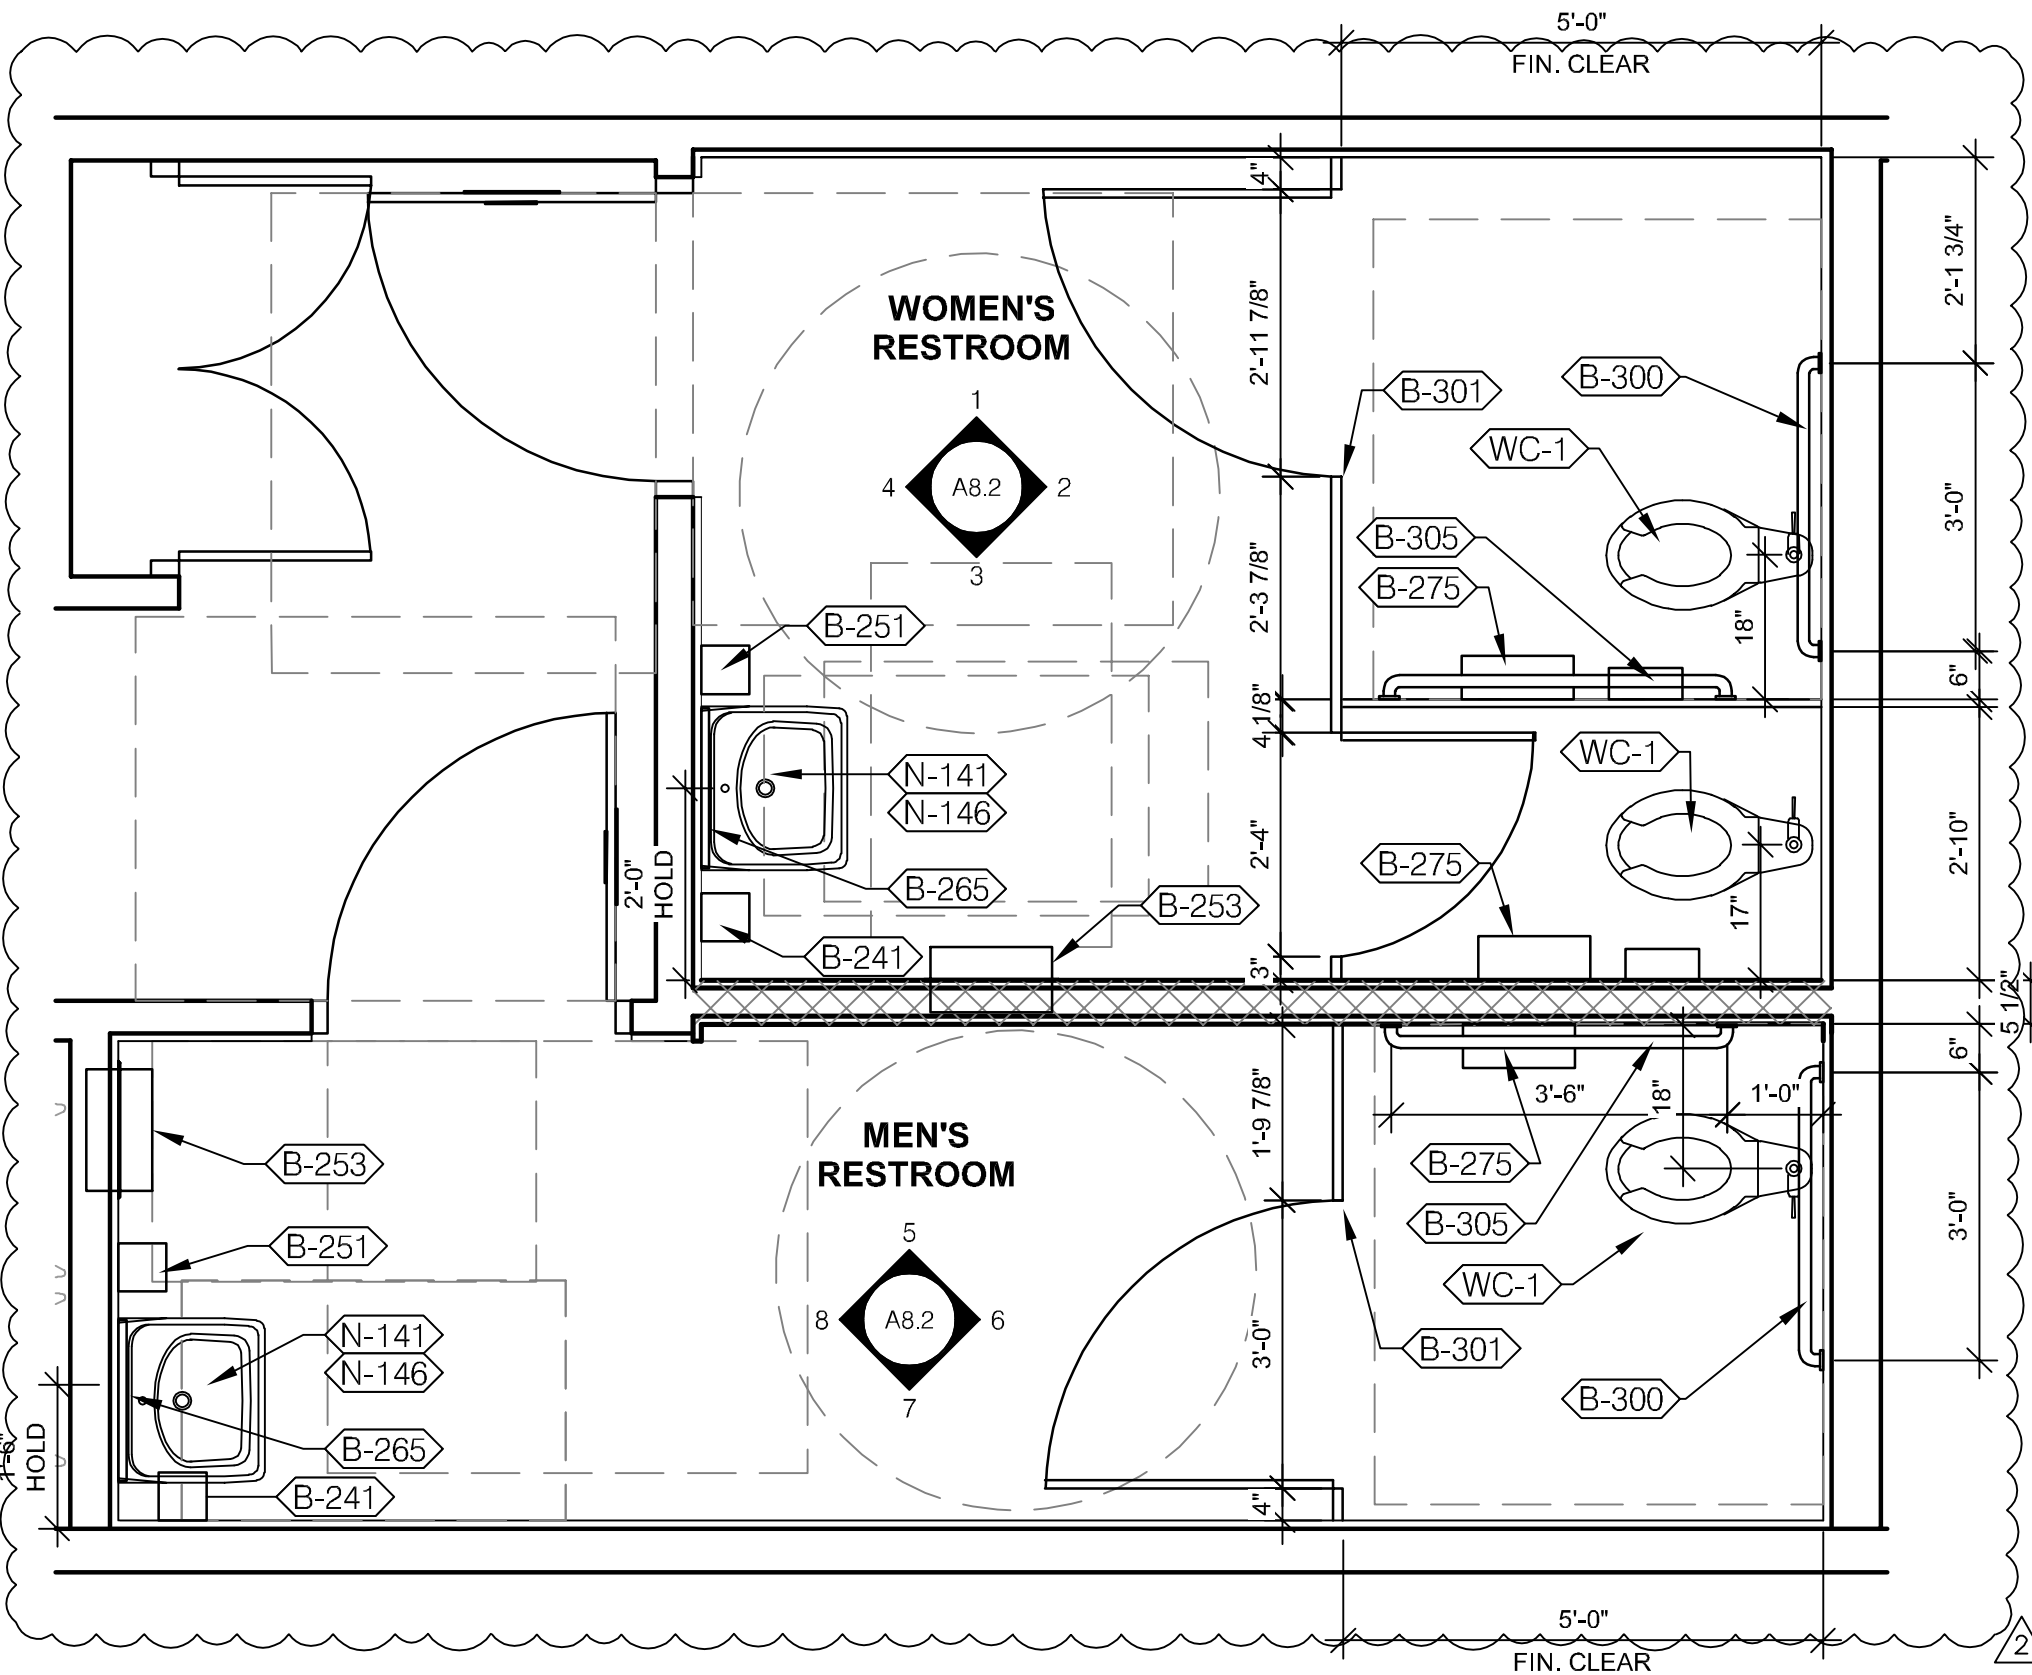 5'-0"
FIN. CLEAR
4"
2'-1 3/4"
WOMEN'S
RESTROOM
2'-11 7/8"
B-300
B-301
1
WC-1
4
A8.2
2
3'-0"
B-305
3
B-275
2'-3 7/8"
B-251
18"
6"
4 1/8"
WC-1
N-141
N-146
2'-4"
2'-10"
B-275
2'-0"
HOLD
B-265
B-253
17"
B-241
3"
5 1/2"
6"
1'-9 7/8"
3'-6"
18"
1'-0"
MEN'S
RESTROOM
B-253
B-275
B-305
3'-0"
5
B-251
WC-1
8
A8.2
6
N-141
3'-0"
B-301
N-146
7
B-300
1'-6"
HOLD
B-265
B-241
4"
5'-0"
FIN. CLEAR
2